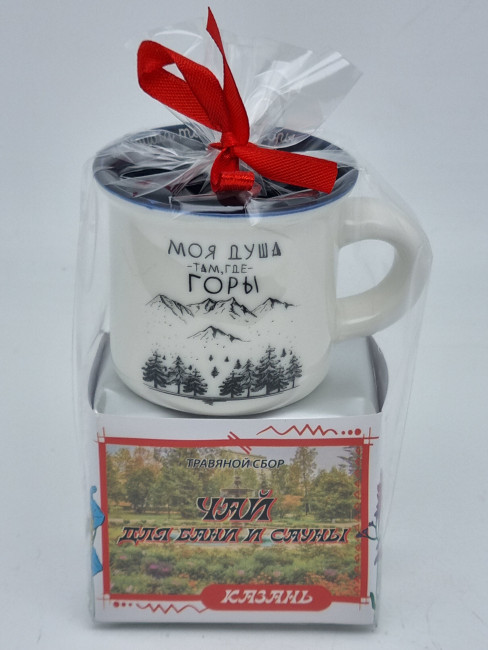 МОЯ ДУША
-ТАМ, ГДЕ-
ГОРЫ
ТРАВЯНОЙ СБОР
ЧАЙ
ДЛЯ БАНИ И САУНЫ
КАЗАНЬ